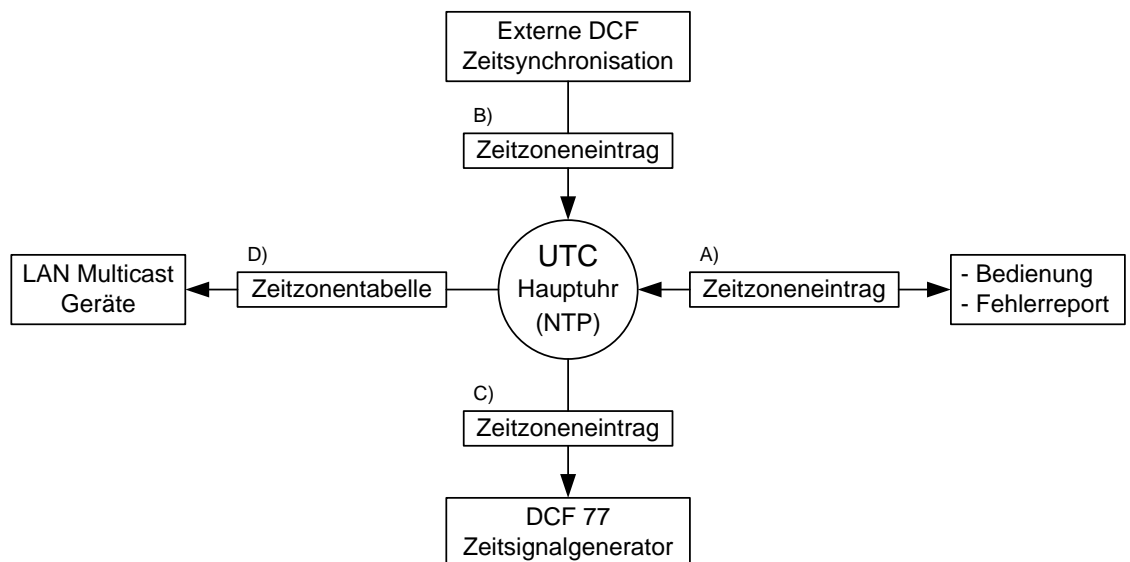 Externe DCF
Zeitsynchronisation
B)
Zeitzoneneintrag
LAN Multicast
Geräte
D)
Zeitzonentabelle
UTC
Hauptuhr
(NTP)
A)
Zeitzoneneintrag
- Bedienung
- Fehlerreport
C)
Zeitzoneneintrag
DCF 77
Zeitsignalgenerator